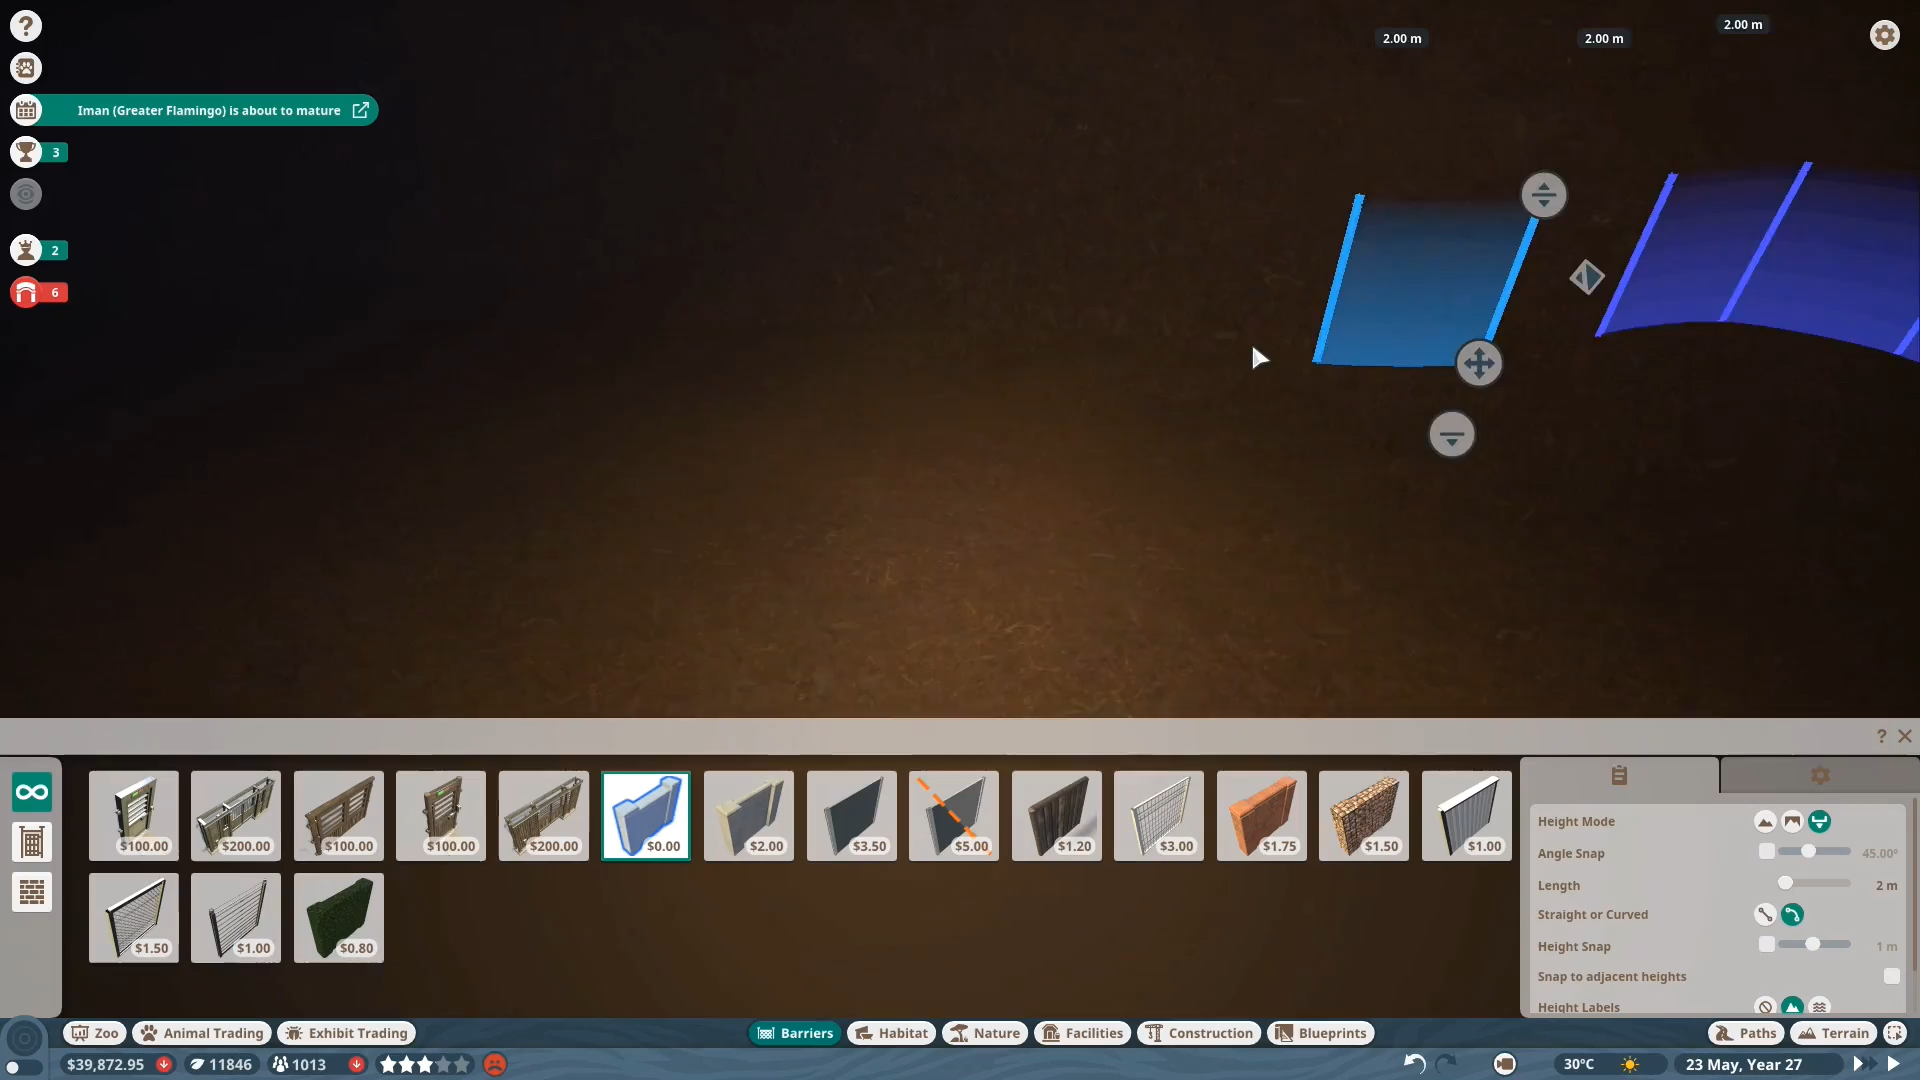 ?
2.00 m
2.00 m
2.00 m
Iman (Greater Flamingo) is about to mature
3
2
6
? ×
$100.00
$200.00
$100.00
$100.00
$200.00
$0.00
$2.00
$3.50
$5.00
$1.20
$3.00
$1.75
$1.50
$1.00
$1.50
$1.00
$0.80
Height Mode
Angle Snap 45.00°
Length 2 m
Straight or Curved
Height Snap 1 m
Snap to adjacent heights
Height Labels
Zoo Animal Trading Exhibit Trading Barriers Habitat Nature Facilities Construction Blueprints Paths Terrain
$39,872.95 11846 1013 30°C 23 May, Year 27